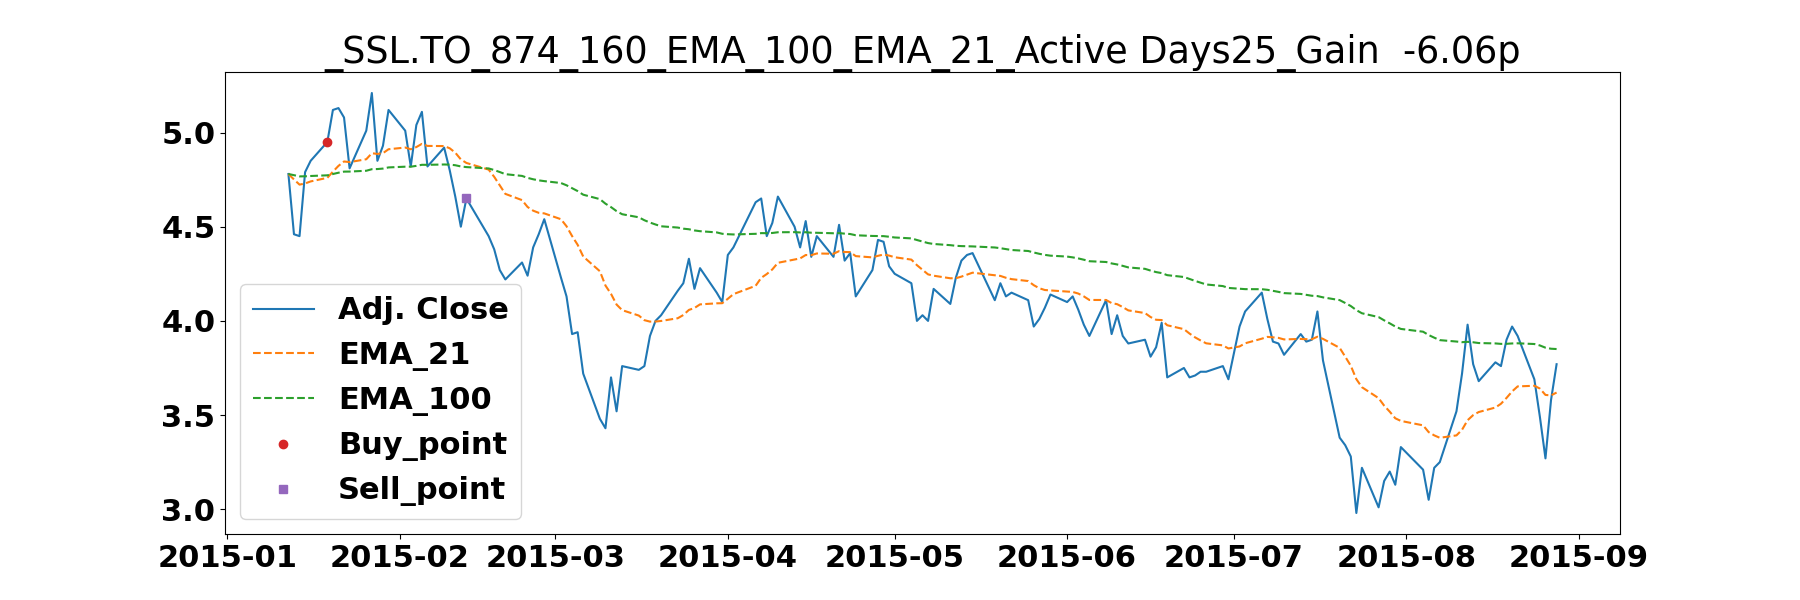 _SSL.TO_874_160_EMA_100_EMA_21_Active Days25_Gain  -6.06p
5.0
4.5
4.0
3.5
3.0
Adj. Close
EMA_21
EMA_100
Buy_point
Sell_point
2015-01 2015-02 2015-03 2015-04 2015-05 2015-06 2015-07 2015-08 2015-09